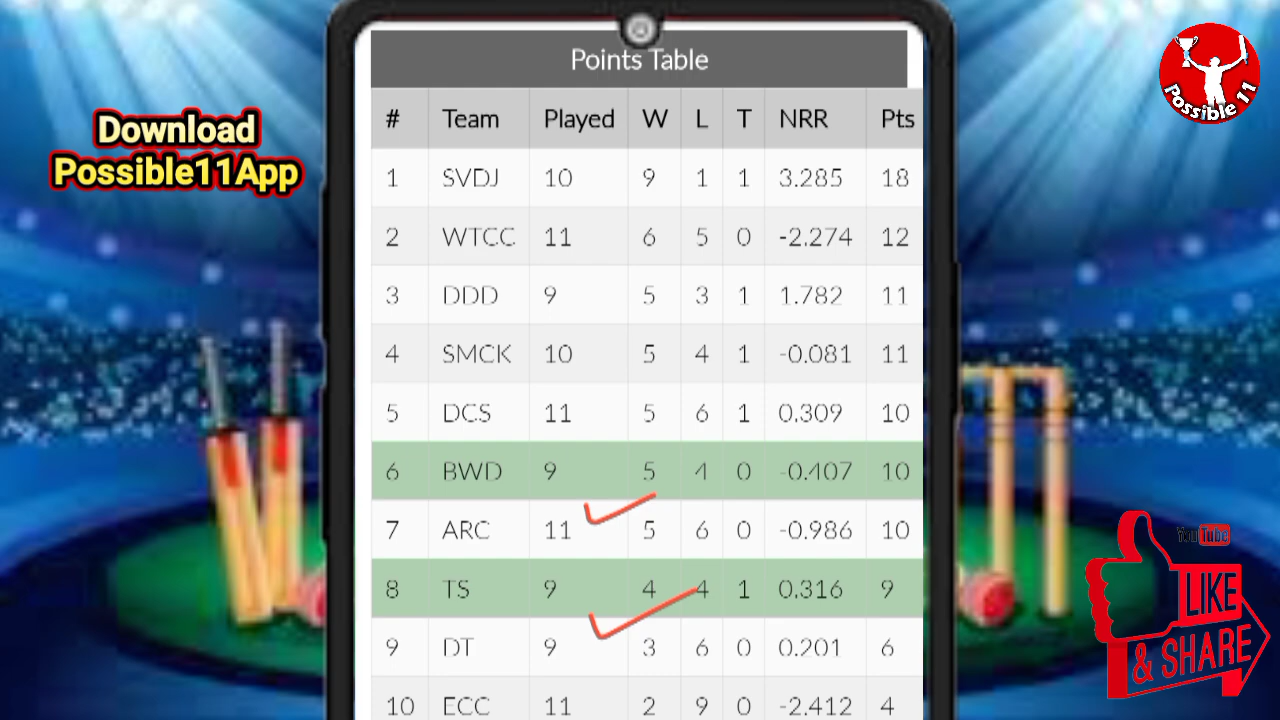 Points Table
# Team Played W L T NRR Pts
1 SVDJ 10 9 1 1 3.285 18
2 WTCC 11 6 5 0 -2.274 12
3 DDD 9 5 3 1 1.782 11
4 SMCK 10 5 4 1 -0.081 11
5 DCS 11 5 6 1 0.309 10
6 BWD 9 5 4 0 -0.407 10
7 ARC 11 5 6 0 -0.986 10
8 TS 9 4 4 1 0.316 9
9 DT 9 3 6 0 0.201 6
10 ECC 11 2 9 0 -2.412 4
Download
Possible11App
Possible 11
YouTube
LIKE
& SHARE